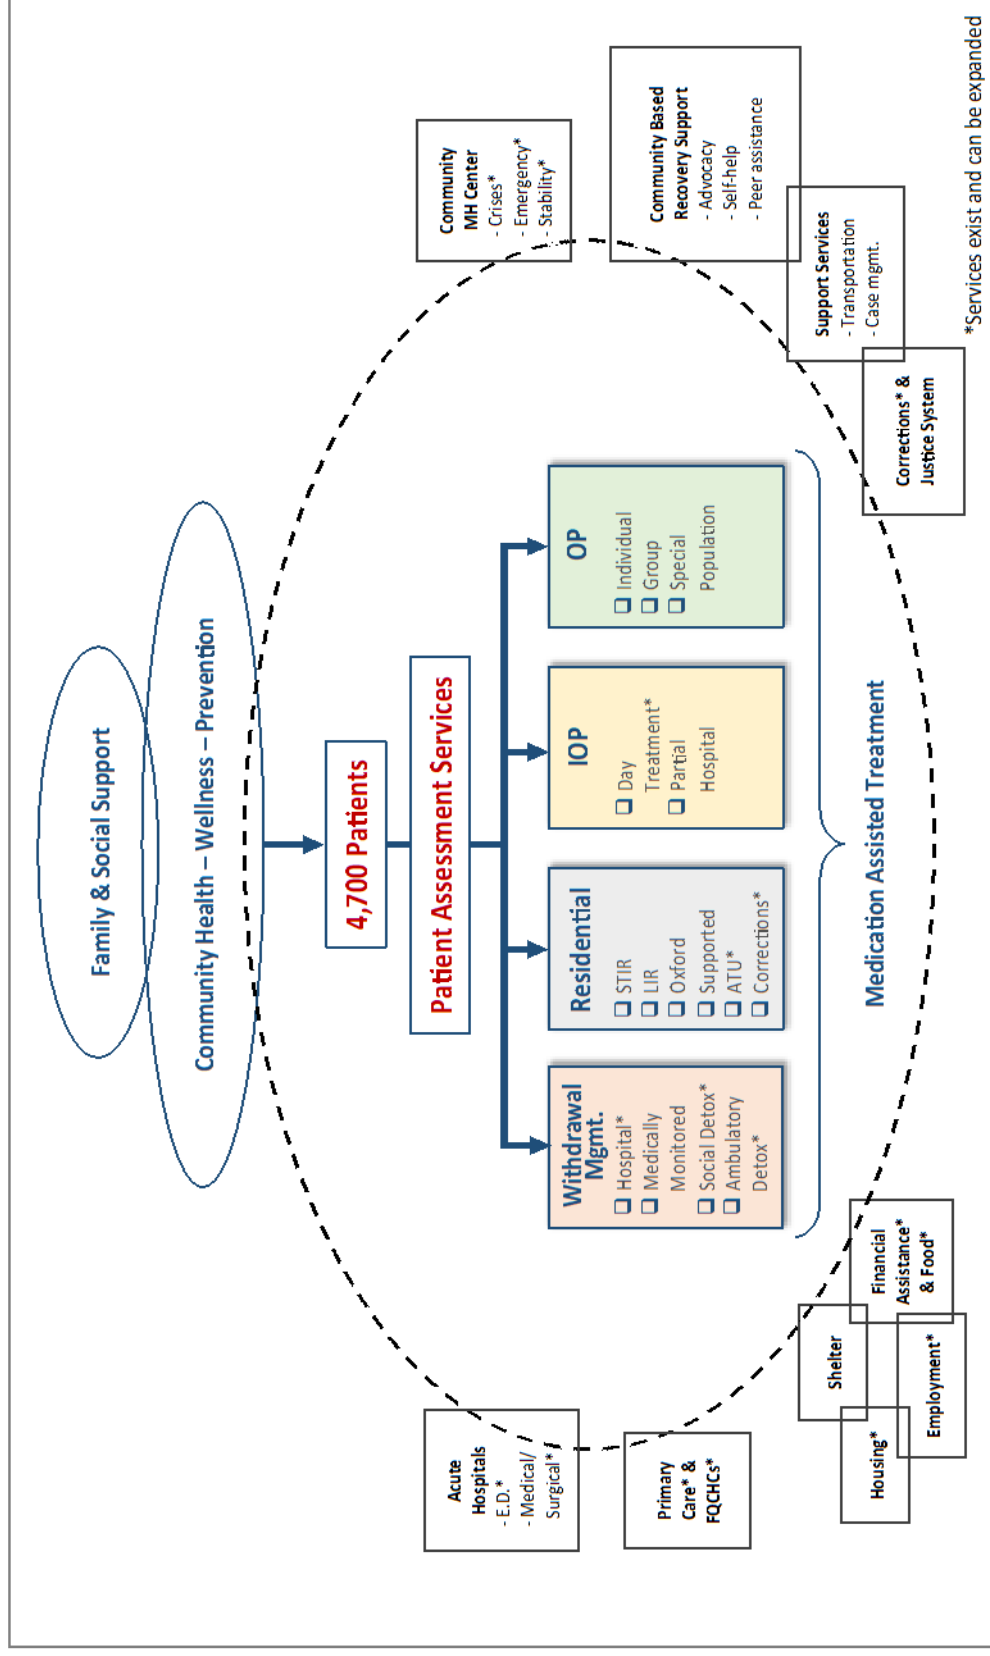 Family & Social Support
Community Health – Wellness – Prevention
4,700 Patients
Patient Assessment Services
Withdrawal
Mgmt.
❑ Hospital*
❑ Medically
Monitored
❑ Social Detox*
❑ Ambulatory
Detox*
Residential
❑ STIR
❑ LIR
❑ Oxford
❑ Supported
❑ ATU*
❑ Corrections*
IOP
❑ Day
Treatment*
❑ Partial
Hospital
OP
❑ Individual
❑ Group
❑ Special
Population
Medication Assisted Treatment
Acute
Hospitals
- E.D.*
- Medical/
Surgical*
Primary
Care* &
FQCHCs*
Shelter
Housing*
Employment*
Financial
Assistance*
& Food*
Community
MH Center
- Crises*
- Emergency*
- Stability*
Community Based
Recovery Support
- Advocacy
- Self-help
- Peer assistance
Support Services
- Transportation
- Case mgmt.
Corrections* &
Justice System
*Services exist and can be expanded